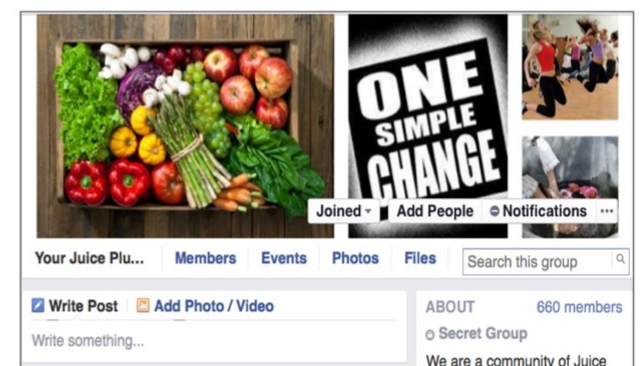 ONE
SIMPLE
CHANGE
Joined
Add People
Notifications
...
Your Juice Plu...
Members
Events
Photos
Files
Search this group
Write Post
Add Photo / Video
ABOUT
660 members
Write something...
Secret Group
We are a community of Juice